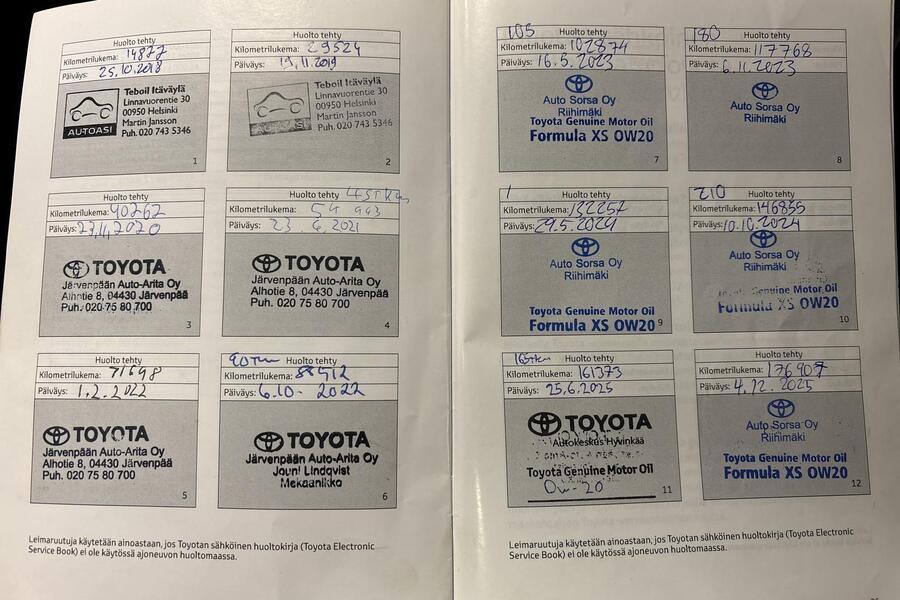 Huolto tehty
Kilometrilukema: 14877
Päiväys: 25.10.2018
Teboil Itäväylä
Linnavuorentie 30
00950 Helsinki
Martin Jansson
Puh. 020 743 5346
AUTOASI
1
Huolto tehty
Kilometrilukema: 29524
Päiväys: 19.11.2019
Teboil Itäväylä
Linnavuorentie 30
00950 Helsinki
Martin Jansson
Puh. 020 743 5346
AUTOASI
2
Huolto tehty
Kilometrilukema: 40262
Päiväys: 23.11.2020
TOYOTA
Järvenpään Auto-Arita Oy
Alhotie 8, 04430 Järvenpää
Puh. 020 75 80 700
3
Huolto tehty 45TKm
Kilometrilukema: 54 993
Päiväys: 23.6.2021
TOYOTA
Järvenpään Auto-Arita Oy
Alhotie 8, 04430 Järvenpää
Puh. 020 75 80 700
4
Huolto tehty
Kilometrilukema: 71698
Päiväys: 1.2.2022
TOYOTA
Järvenpään Auto-Arita Oy
Alhotie 8, 04430 Järvenpää
Puh. 020 75 80 700
5
Huolto tehty
Kilometrilukema: 88912
Päiväys: 6.10.2022
TOYOTA
Järvenpään Auto-Arita Oy
Jouni Lindqvist
Mekaanikko
6
Leimaruutuja käytetään ainoastaan, jos Toyotan sähköinen huoltokirja (Toyota Electronic
Service Book) ei ole käytössä ajoneuvon huoltomaassa.
105
Huolto tehty
Kilometrilukema: 102874
Päiväys: 16.5.2023
Auto Sorsa Oy
Riihimäki
Toyota Genuine Motor Oil
Formula XS 0W20
7
180
Huolto tehty
Kilometrilukema: 117768
Päiväys: 6.11.2023
Auto Sorsa Oy
Riihimäki
8
Huolto tehty
Kilometrilukema: 132257
Päiväys: 29.5.2024
Auto Sorsa Oy
Riihimäki
Toyota Genuine Motor Oil
Formula XS 0W20
9
210
Huolto tehty
Kilometrilukema: 146855
Päiväys: 10.10.2024
Auto Sorsa Oy
Riihimäki
Toyota Genuine Motor Oil
Formula XS 0W20
10
165tkm
Huolto tehty
Kilometrilukema: 161373
Päiväys: 25.6.2025
TOYOTA
Autokeskus Hyvinkää
Toyota Genuine Motor Oil
0w-20
11
Huolto tehty
Kilometrilukema: 176907
Päiväys: 4.12.2025
Auto Sorsa Oy
Riihimäki
Toyota Genuine Motor Oil
Formula XS 0W20
12
Leimaruutuja käytetään ainoastaan, jos Toyotan sähköinen huoltokirja (Toyota Electronic
Service Book) ei ole käytössä ajoneuvon huoltomaassa.